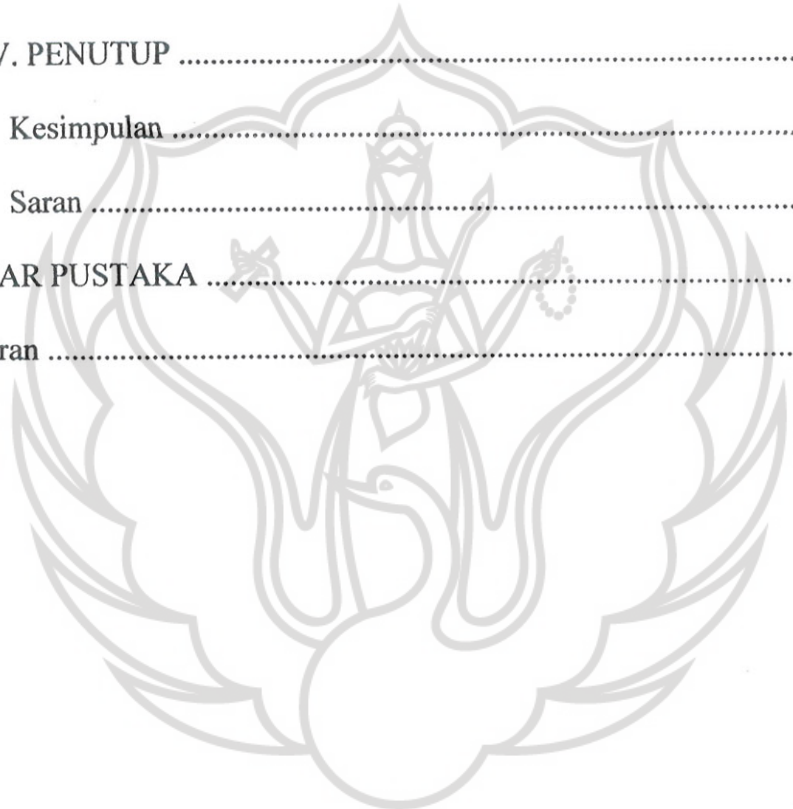 V. PENUTUP ........................................................................
Kesimpulan ........................................................................
Saran ........................................................................
AR PUSTAKA ........................................................................
ran ........................................................................